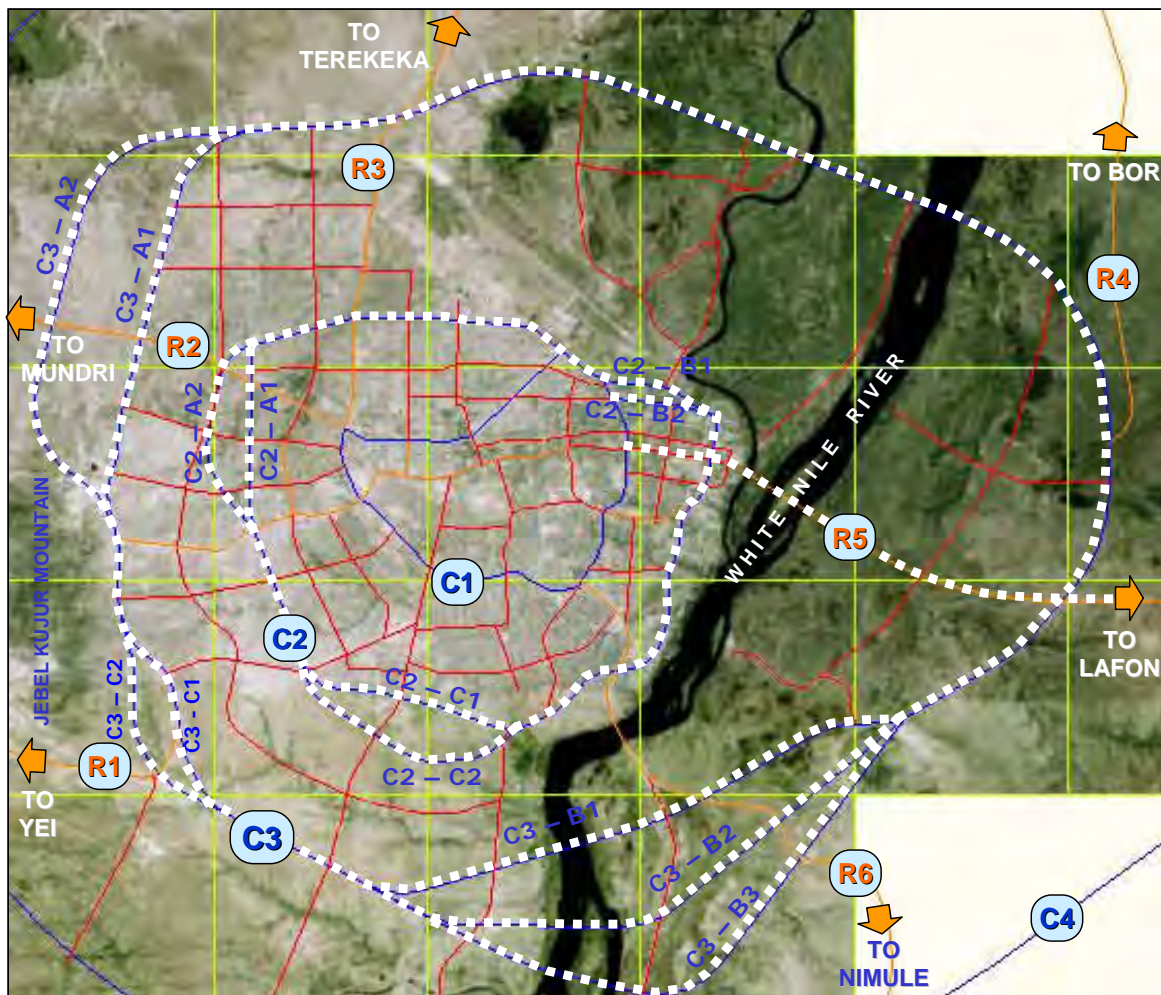 TO
TEREKEKA
R3
TO BOR
C3 – A2
C3 – A1
R4
R2
TO
MUNDRI
C2 – B1
C2 – A2
C2 – A1
C2 – B2
WHITE NILE RIVER
JEBEL KUJUR MOUNTAIN
R5
C1
C2
TO
LAFON
C3 – C2
C3 - C1
C2 – C1
R1
C2 – C2
TO
YEI
C3
C3 – B1
C3 – B2
R6
C3 – B3
C4
TO
NIMULE